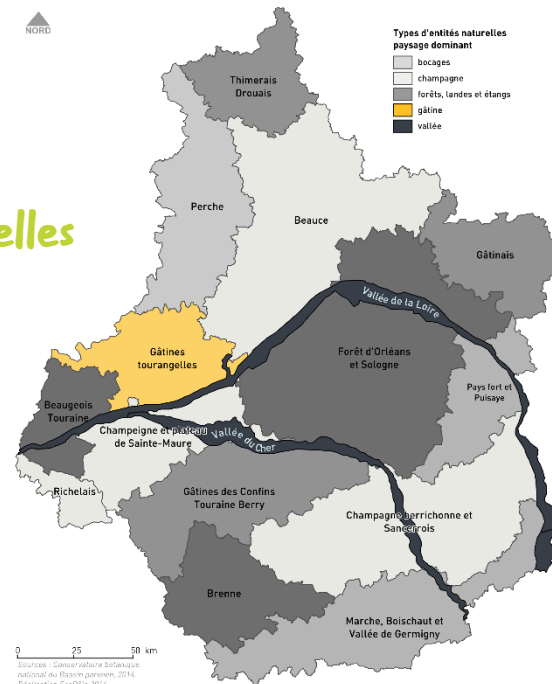 NORD
Types d'entités naturelles
paysage dominant
bocages
champagne
forêts, landes et étangs
gâtine
vallée
Thimerais
Drouais
Perche
Beauce
elles
Gâtinais
Vallée de la Loire
Gâtines
tourangelles
Forêt d'Orléans
et Sologne
Pays fort et
Puisaye
Beaugeois
Touraine
Champeigne et plateau
de Sainte-Maure
Vallée du Cher
Richelais
Gâtines des Confins
Touraine Berry
Champagne berrichonne et
Sancerrois
Brenne
Marche, Boischaut et
Vallée de Germigny
0 25 50 km
Sources : Conservatoire botanique
national du Bassin parisien, 2014.